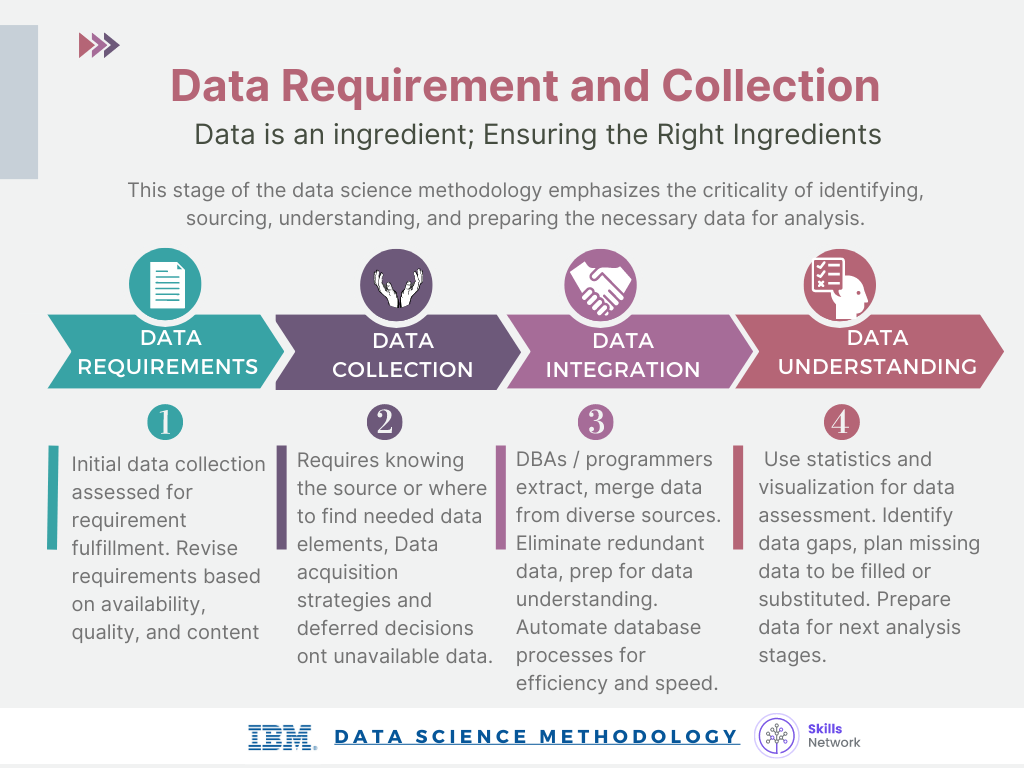 Data Requirement and Collection
Data is an ingredient; Ensuring the Right Ingredients
This stage of the data science methodology emphasizes the criticality of identifying,
sourcing, understanding, and preparing the necessary data for analysis.
DATA
REQUIREMENTS
DATA
COLLECTION
DATA
INTEGRATION
DATA
UNDERSTANDING
1
Initial data collection
assessed for
requirement
fulfillment. Revise
requirements based
on availability,
quality, and content
2
Requires knowing
the source or where
to find needed data
elements, Data
acquisition
strategies and
deferred decisions
ont unavailable data.
3
DBAs / programmers
extract, merge data
from diverse sources.
Eliminate redundant
data, prep for data
understanding.
Automate database
processes for
efficiency and speed.
4
Use statistics and
visualization for data
assessment. Identify
data gaps, plan missing
data to be filled or
substituted. Prepare
data for next analysis
stages.
IBM®
DATA SCIENCE METHODOLOGY
Skills
Network